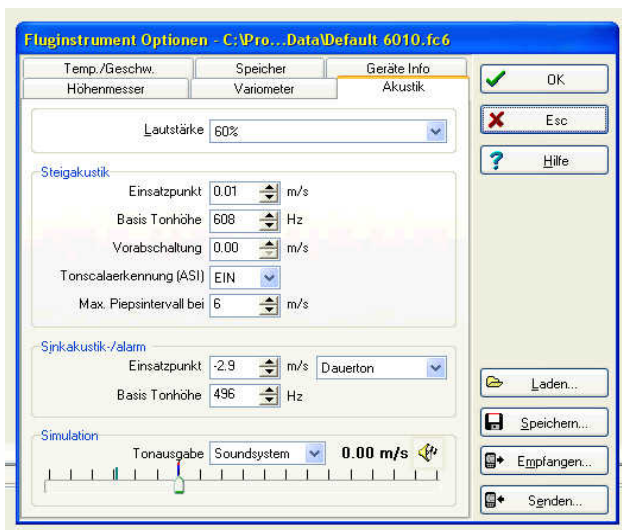 Fluginstrument Optionen - C:\Pro...Data\Default 6010.fc6
Temp./Geschw. Speicher Geräte Info
Höhenmesser Variometer Akustik
Lautstärke 60%
Steigakustik
Einsatzpunkt 0.01 m/s
Basis Tonhöhe 608 Hz
Vorabschaltung 0.00 m/s
Tonscalaerkennung (ASI) EIN
Max. Piepsintervall bei 6 m/s
Sinkakustik-/alarm
Einsatzpunkt -2.9 m/s Dauerton
Basis Tonhöhe 496 Hz
Simulation
Tonausgabe Soundsystem 0.00 m/s
OK
Esc
Hilfe
Laden...
Speichern...
Empfangen...
Senden...